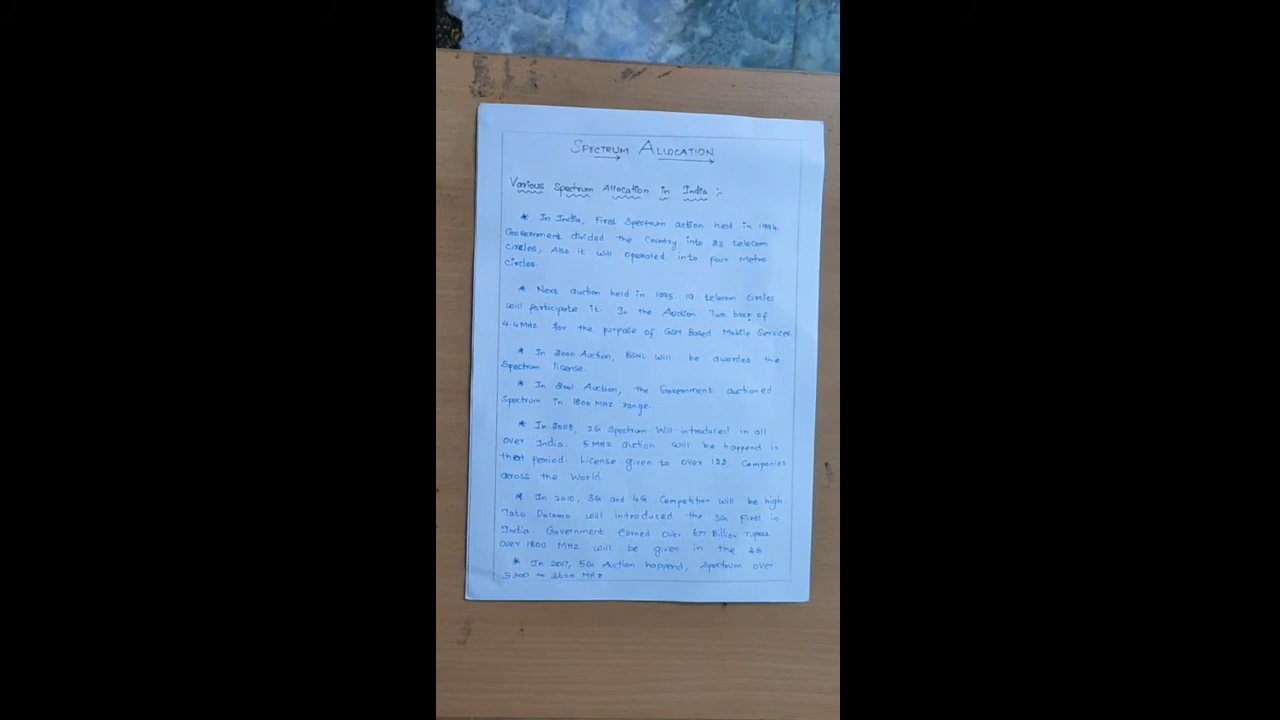 SPECTRUM ALLOCATION
Various Spectrum Allocation in India :-
* In India, First Spectrum action held in 1994.
Government divided the Country into 23 telecom
circles, Also it will operated into four Metro
circles.
* Next auction held in 1995. 19 telecom circles
will participate it. In the Auction Two block of
4.4MHz for the purpose of GSM Based Mobile Services.
* In 2000 Auction, BSNL will be awarded the
Spectrum license.
* In 2001 Auction, the Government auctioned
Spectrum in 1800 MHz range.
* In 2008, 2G Spectrum Will introduced in all
over India. 5 MHz auction will be happend in
that period. License given to over 122 Companies
across the World.
* In 2010, 3G and 4G Competition will be high.
Tata Docomo will introduced the 3G First in
India. Government earned over 677 Billion rupees
over 1800 MHz will be given in the
* In 2017, 5G Auction happend, Spectrum over
to MHz